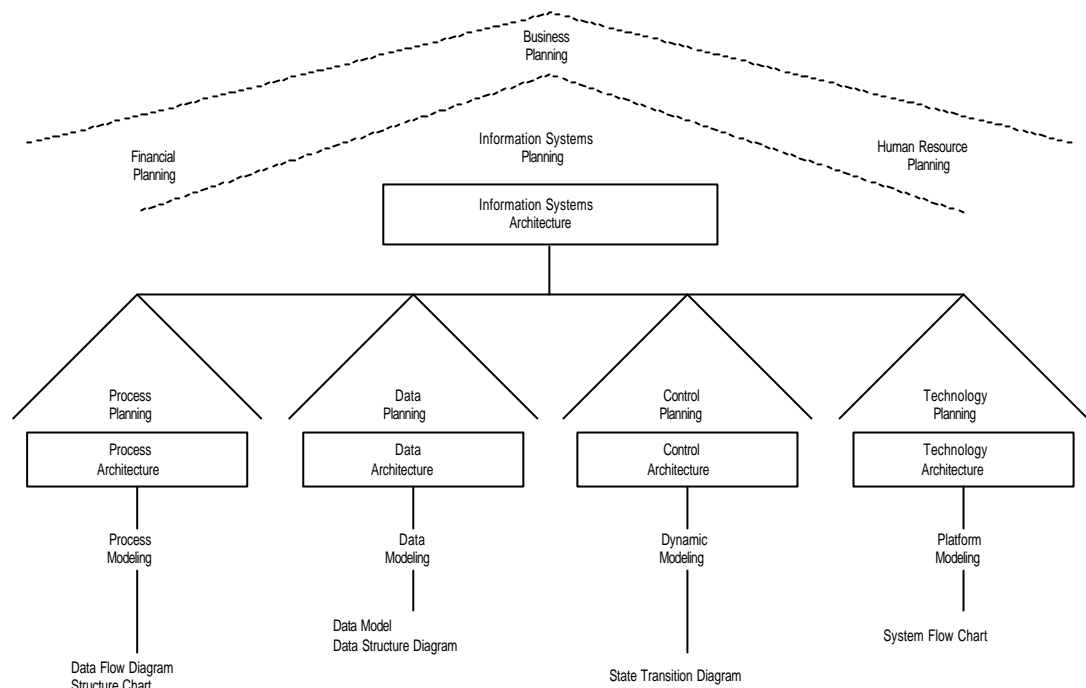 Business
Planning
Financial
Planning
Information Systems
Planning
Human Resource
Planning
Information Systems
Architecture
Process
Planning
Data
Planning
Control
Planning
Technology
Planning
Process
Architecture
Data
Architecture
Control
Architecture
Technology
Architecture
Process
Modeling
Data
Modeling
Dynamic
Modeling
Platform
Modeling
Data Flow Diagram
Structure Chart
Data Model
Data Structure Diagram
State Transition Diagram
System Flow Chart